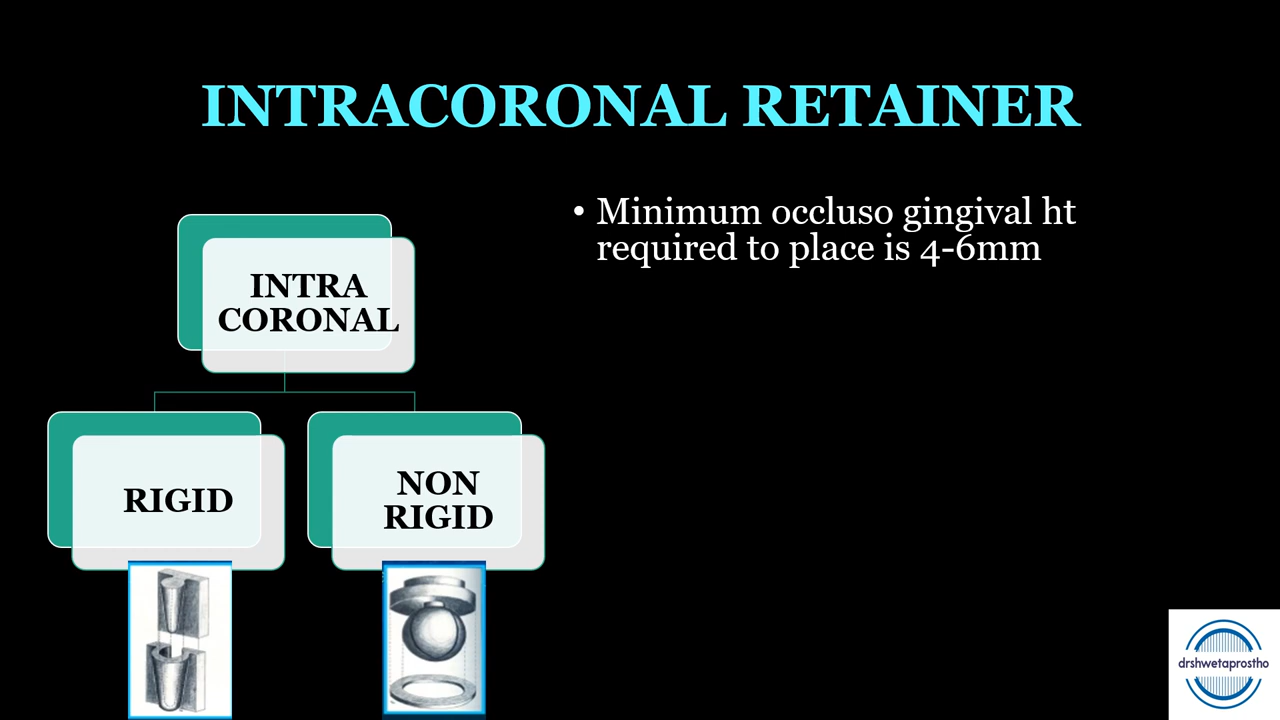 INTRACORONAL RETAINER
INTRA
CORONAL
RIGID
NON
RIGID
• Minimum occluso gingival ht
required to place is 4-6mm
drshwetaprostho